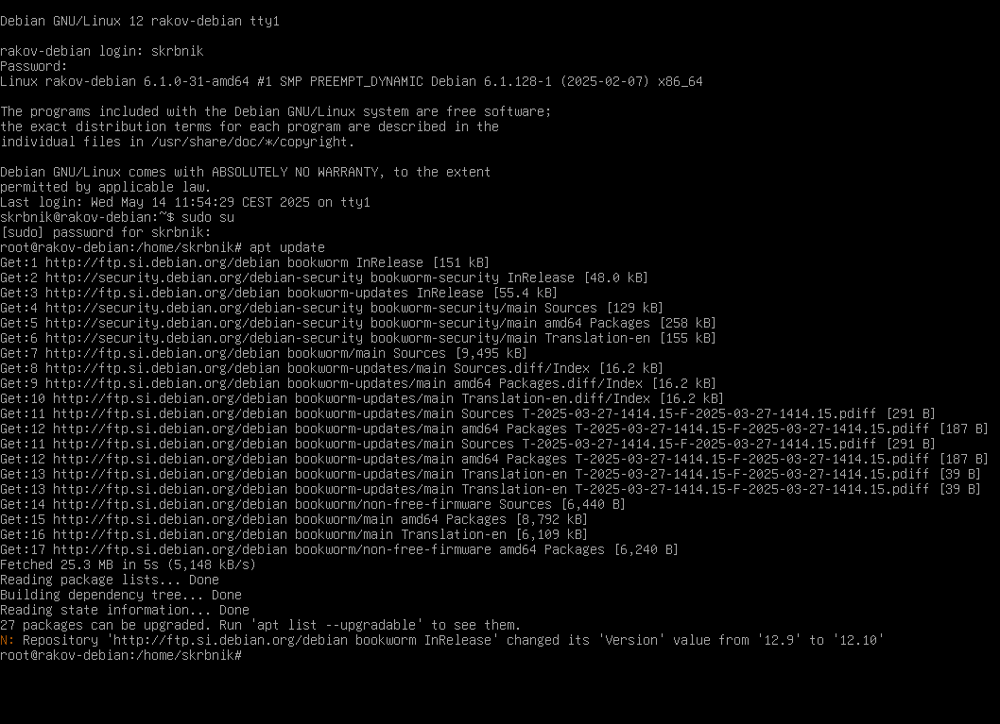 Debian GNU/Linux 12 rakov-debian tty1
rakov-debian login: skrbnik
Password:
Linux rakov-debian 6.1.0-31-amd64 #1 SMP PREEMPT_DYNAMIC Debian 6.1.128-1 (2025-02-07) x86_64
The programs included with the Debian GNU/Linux system are free software;
the exact distribution terms for each program are described in the
individual files in /usr/share/doc/*/copyright.
Debian GNU/Linux comes with ABSOLUTELY NO WARRANTY, to the extent
permitted by applicable law.
Last login: Wed May 14 11:54:29 CEST 2025 on tty1
skrbnik@rakov-debian:~$ sudo su
[sudo] password for skrbnik:
root@rakov-debian:/home/skrbnik# apt update
Get:1 http://ftp.si.debian.org/debian bookworm InRelease [151 kB]
Get:2 http://security.debian.org/debian-security bookworm-security InRelease [48.0 kB]
Get:3 http://ftp.si.debian.org/debian bookworm-updates InRelease [55.4 kB]
Get:4 http://security.debian.org/debian-security bookworm-security/main Sources [129 kB]
Get:5 http://security.debian.org/debian-security bookworm-security/main amd64 Packages [258 kB]
Get:6 http://security.debian.org/debian-security bookworm-security/main Translation-en [155 kB]
Get:7 http://ftp.si.debian.org/debian bookworm/main Sources [9,495 kB]
Get:8 http://ftp.si.debian.org/debian bookworm-updates/main Sources.diff/Index [16.2 kB]
Get:9 http://ftp.si.debian.org/debian bookworm-updates/main amd64 Packages.diff/Index [16.2 kB]
Get:10 http://ftp.si.debian.org/debian bookworm-updates/main Translation-en.diff/Index [16.2 kB]
Get:11 http://ftp.si.debian.org/debian bookworm-updates/main Sources T-2025-03-27-1414.15-F-2025-03-27-1414.15.pdiff [291 B]
Get:12 http://ftp.si.debian.org/debian bookworm-updates/main amd64 Packages T-2025-03-27-1414.15-F-2025-03-27-1414.15.pdiff [187 B]
Get:11 http://ftp.si.debian.org/debian bookworm-updates/main Sources T-2025-03-27-1414.15-F-2025-03-27-1414.15.pdiff [291 B]
Get:12 http://ftp.si.debian.org/debian bookworm-updates/main amd64 Packages T-2025-03-27-1414.15-F-2025-03-27-1414.15.pdiff [187 B]
Get:13 http://ftp.si.debian.org/debian bookworm-updates/main Translation-en T-2025-03-27-1414.15-F-2025-03-27-1414.15.pdiff [39 B]
Get:13 http://ftp.si.debian.org/debian bookworm-updates/main Translation-en T-2025-03-27-1414.15-F-2025-03-27-1414.15.pdiff [39 B]
Get:14 http://ftp.si.debian.org/debian bookworm/non-free-firmware Sources [6,440 B]
Get:15 http://ftp.si.debian.org/debian bookworm/main amd64 Packages [8,792 kB]
Get:16 http://ftp.si.debian.org/debian bookworm/main Translation-en [6,109 kB]
Get:17 http://ftp.si.debian.org/debian bookworm/non-free-firmware amd64 Packages [6,240 B]
Fetched 25.3 MB in 5s (5,148 kB/s)
Reading package lists... Done
Building dependency tree... Done
Reading state information... Done
27 packages can be upgraded. Run 'apt list --upgradable' to see them.
N: Repository 'http://ftp.si.debian.org/debian bookworm InRelease' changed its 'Version' value from '12.9' to '12.10'
root@rakov-debian:/home/skrbnik#